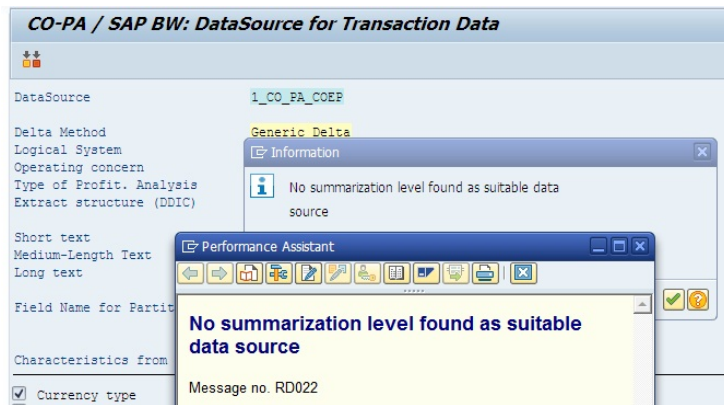 CO-PA / SAP BW: DataSource for Transaction Data
DataSource 1_CO_PA_COEP
Delta Method Generic Delta
Logical System
Operating concern
Type of Profit. Analysis
Extract structure (DDIC)
Short text
Medium-Length Text
Long text
Field Name for Partit
Characteristics from
Currency type
Information
No summarization level found as suitable data
source
Performance Assistant
No summarization level found as suitable
data source
Message no. RD022